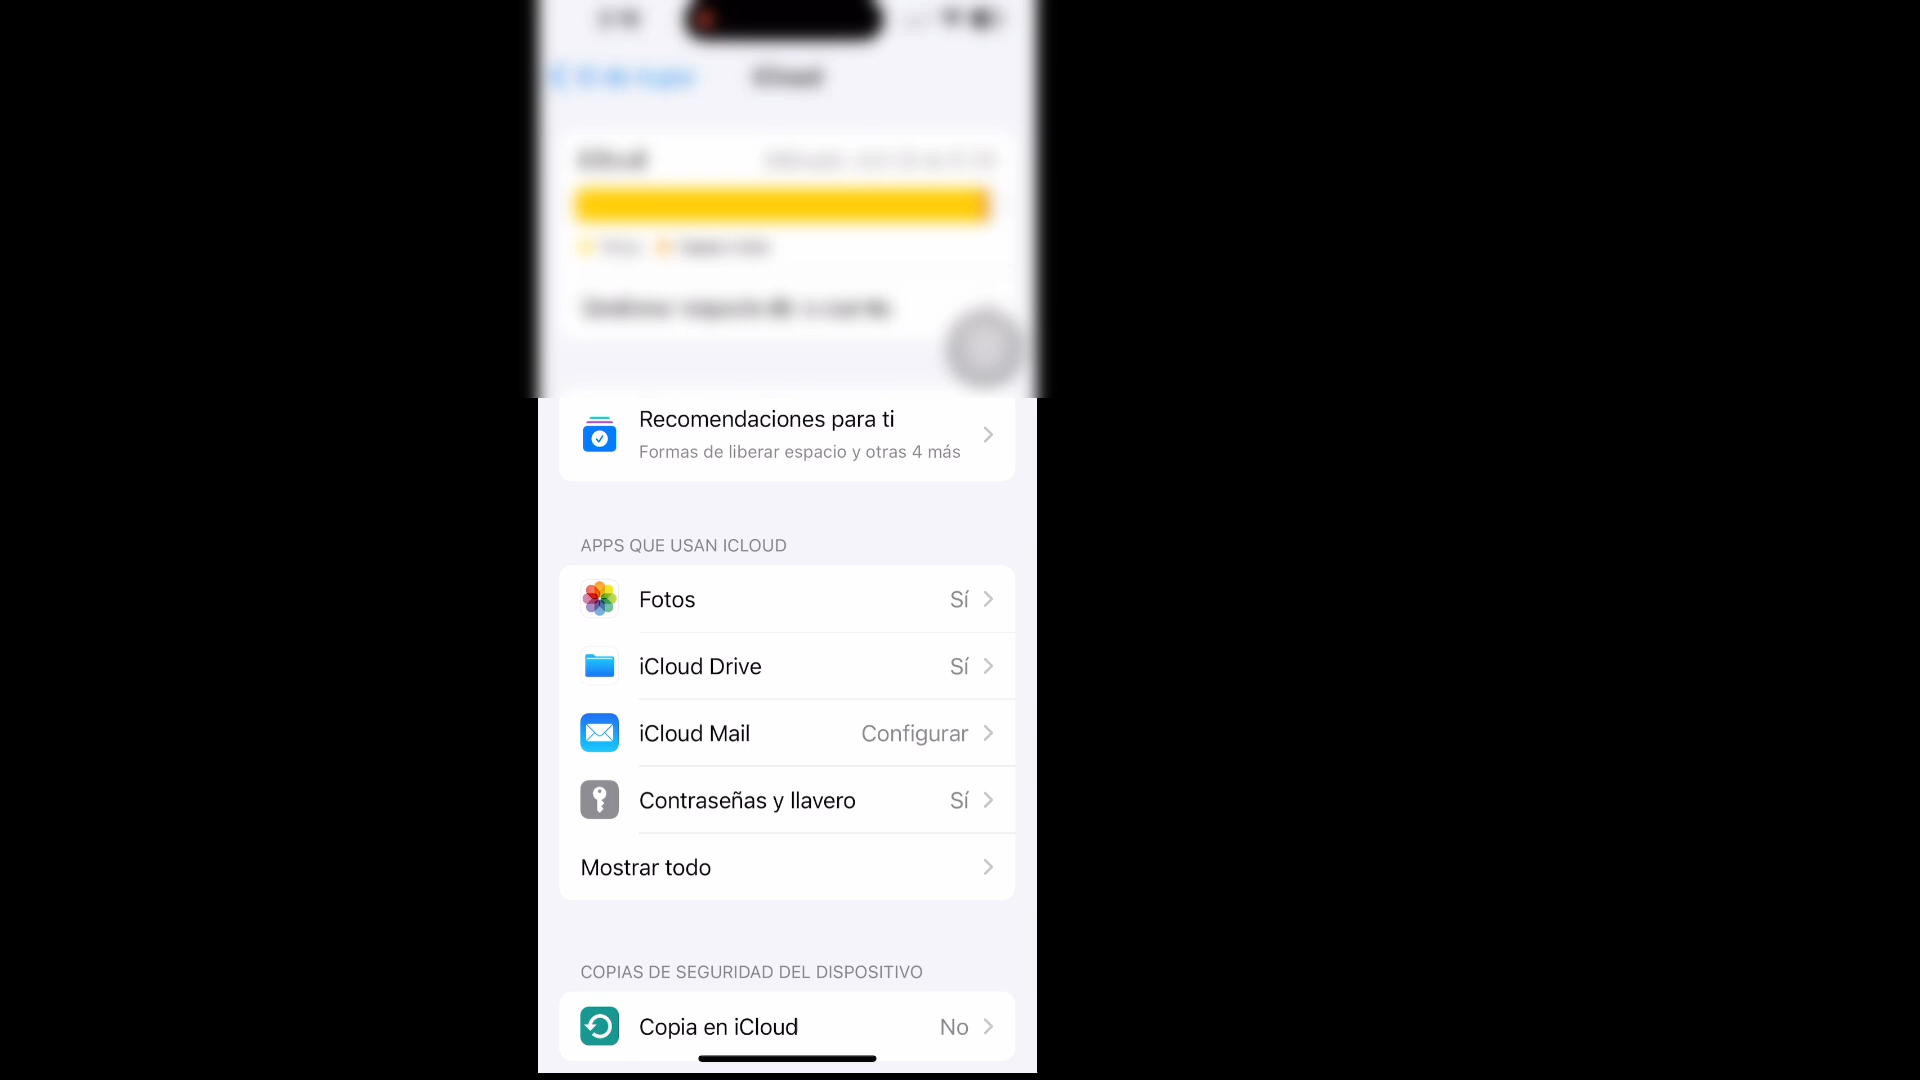 iCloud
Recomendaciones para ti
Formas de liberar espacio y otras 4 más
APPS QUE USAN ICLOUD
Fotos Sí
iCloud Drive Sí
iCloud Mail Configurar
Contraseñas y llavero Sí
Mostrar todo
COPIAS DE SEGURIDAD DEL DISPOSITIVO
Copia en iCloud No